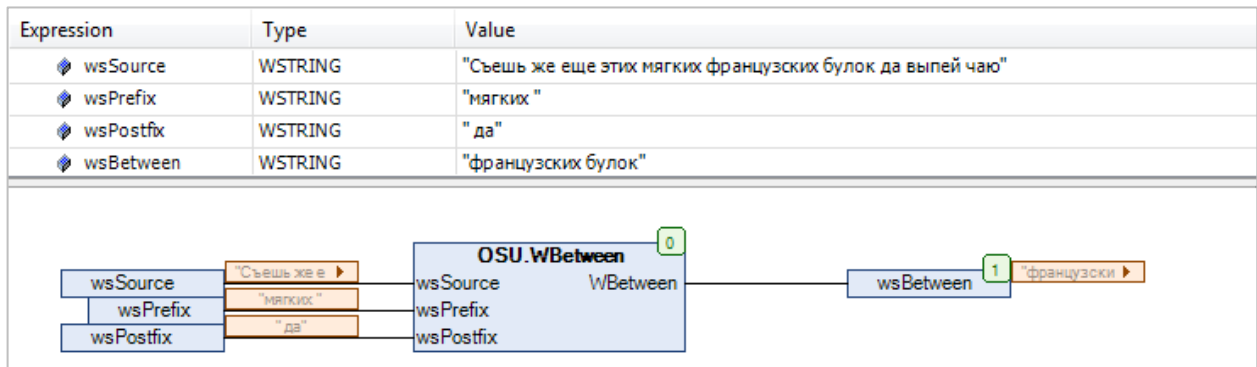 Expression Type Value
wsSource WSTRING "Съешь же еще этих мягких французских булок да выпей чаю"
wsPrefix WSTRING "мягких "
wsPostfix WSTRING " да"
wsBetween WSTRING "французских булок"
0
OSU.WBetween
wsSource "Съешь же е wsSource WBetween wsBetween 1 "французски
wsPrefix "мягких " wsPrefix
wsPostfix " да" wsPostfix